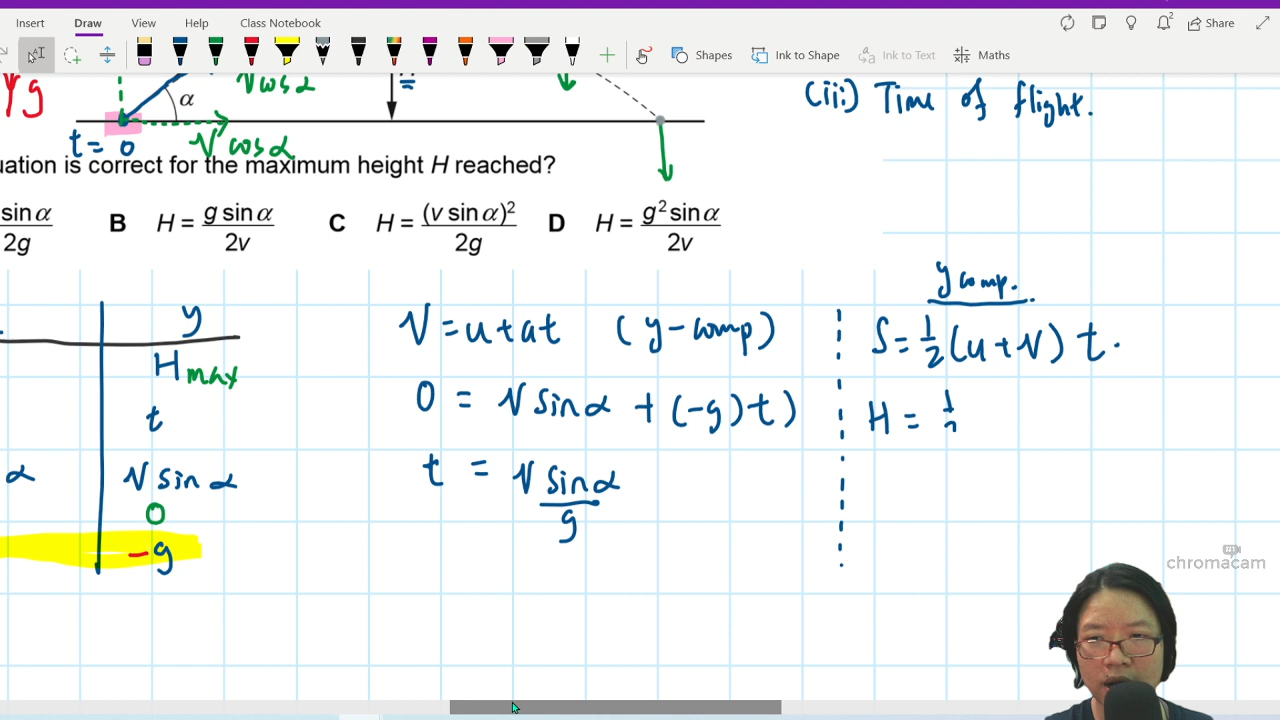 Insert Draw View Help Class Notebook
2 Share
Shapes Ink to Shape Ink to Text Maths
g
v cos α
α
(iii) Time of flight.
t = 0
v cos α
uation is correct for the maximum height H reached?
sin α / 2g
B H = g sin α / 2v
C H = (v sin α)² / 2g
D H = g² sin α / 2v
y
H max
t
α v sin α
0
-g
v = u + at (y-comp)
0 = v sin α + (-g)t)
t = v sin α / g
y comp.
S = 1/2 (u + v) t.
H = 1/
chromacam